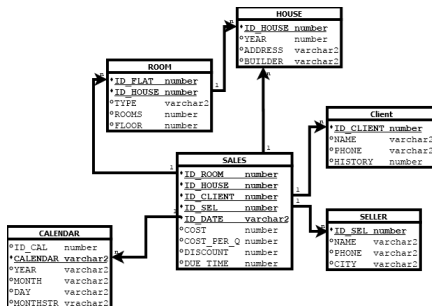 HOUSE
*ID_HOUSE number
°YEAR number
°ADDRESS varchar2
°BUILDER varchar2
ROOM
*ID_FLAT number
*ID_HOUSE number
°TYPE varchar2
°ROOMS number
°FLOOR number
Client
*ID_CLIENT number
°NAME varchar2
°PHONE varchar2
°HISTORY number
SALES
*ID_ROOM number
*ID_HOUSE number
*ID_CLIENT number
*ID_SEL number
*ID_DATE varchar2
°COST number
°COST_PER_Q number
°DISCOUNT number
°DUE_TIME number
SELLER
*ID_SEL number
°NAME varchar2
°PHONE varchar2
°CITY varchar2
CALENDAR
°ID_CAL number
*CALENDAR varchar2
°YEAR varchar2
°MONTH varchar2
°DAY varchar2
°MONTHSTR varchar2